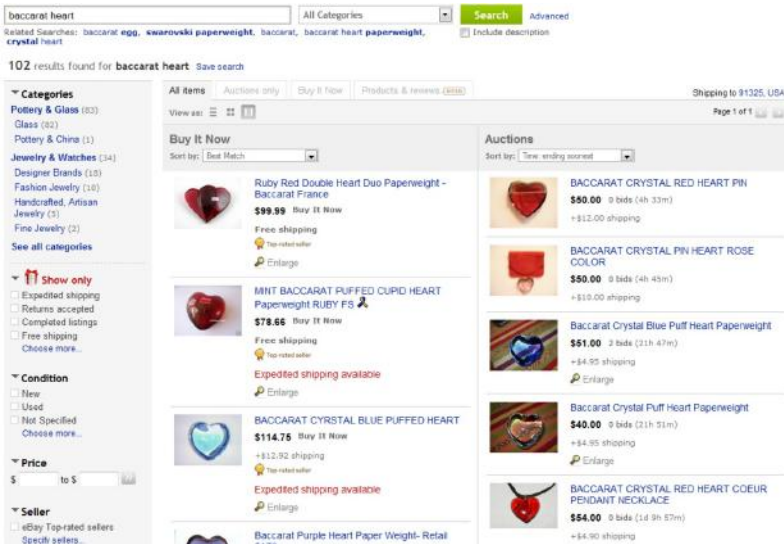 baccarat heart
All Categories
Search
Advanced
Related Searches: baccarat egg, swarovski paperweight, baccarat, baccarat heart paperweight,
crystal heart
Include description
102 results found for baccarat heart Save search
Categories
Pottery & Glass (83)
Glass (82)
Pottery & China (1)
Jewelry & Watches (34)
Designer Brands (18)
Fashion Jewelry (10)
Handcrafted, Artisan
Jewelry (5)
Fine Jewelry (2)
See all categories
Show only
Expedited shipping
Returns accepted
Completed listings
Free shipping
Choose more...
Condition
New
Used
Not Specified
Choose more...
Price
$ to $
Seller
eBay Top-rated sellers
Specify sellers...
All items
Auctions only
Buy It Now
Products & reviews
Shipping to 91325, USA
View as:
Page 1 of 1
Buy It Now
Sort by: Best Match
Ruby Red Double Heart Duo Paperweight -
Baccarat France
$99.99 Buy It Now
Free shipping
Top-rated seller
Enlarge
MINT BACCARAT PUFFED CUPID HEART
Paperweight RUBY FS
$78.66 Buy It Now
Free shipping
Top-rated seller
Expedited shipping available
Enlarge
BACCARAT CYRSTAL BLUE PUFFED HEART
$114.75 Buy It Now
+$12.92 shipping
Top-rated seller
Expedited shipping available
Enlarge
Baccarat Purple Heart Paper Weight- Retail
Auctions
Sort by: Time: ending soonest
BACCARAT CRYSTAL RED HEART PIN
$50.00 0 bids (4h 33m)
+$12.00 shipping
BACCARAT CRYSTAL PIN HEART ROSE
COLOR
$50.00 0 bids (4h 45m)
+$10.00 shipping
Baccarat Crystal Blue Puff Heart Paperweight
$51.00 2 bids (21h 47m)
+$4.95 shipping
Enlarge
Baccarat Crystal Puff Heart Paperweight
$40.00 0 bids (21h 51m)
+$4.95 shipping
Enlarge
BACCARAT CRYSTAL RED HEART COEUR
PENDANT NECKLACE
$54.00 0 bids (1d 9h 57m)
+$4.90 shipping